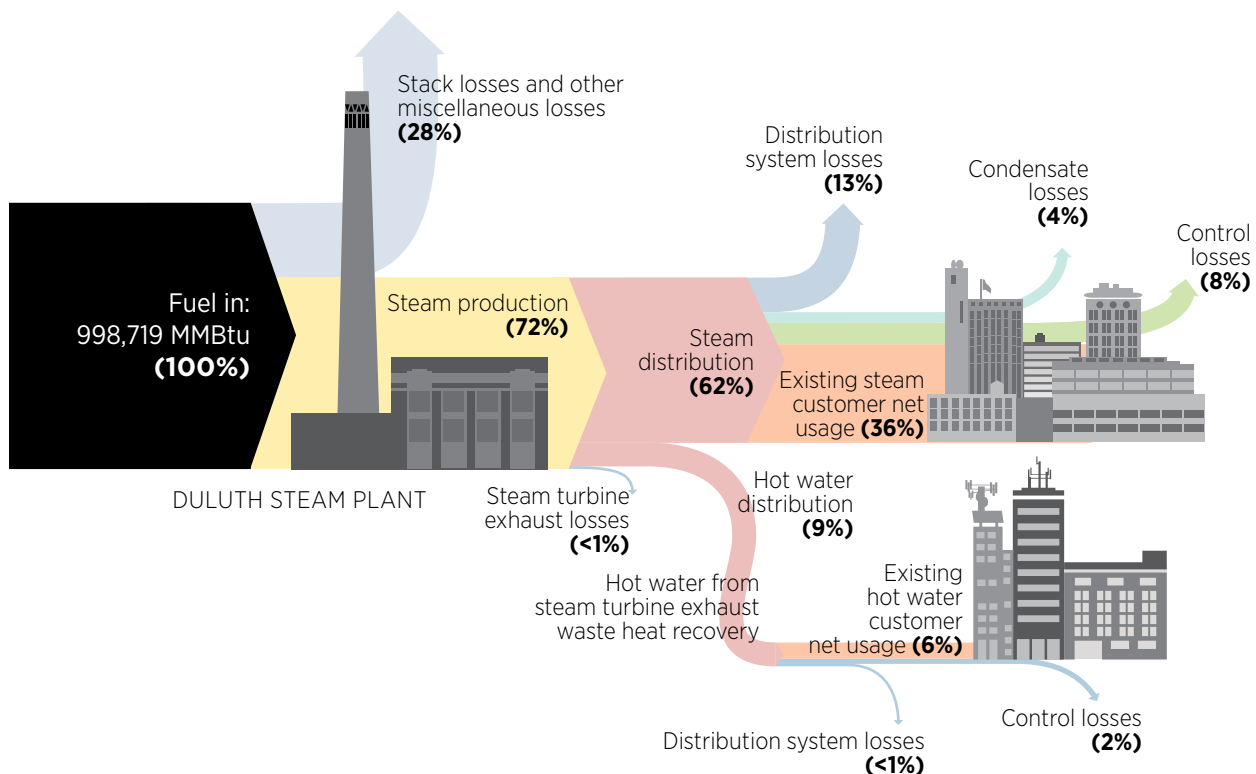 Stack losses and other
miscellaneous losses
(28%)
Distribution
system losses
(13%)
Condensate
losses
(4%)
Control
losses
(8%)
Fuel in:
998,719 MMBtu
(100%)
Steam production
(72%)
Steam
distribution
(62%)
Existing steam
customer net
usage (36%)
DULUTH STEAM PLANT
Steam turbine
exhaust losses
(<1%)
Hot water
distribution
(9%)
Hot water from
steam turbine exhaust
waste heat recovery
Existing
hot water
customer
net usage (6%)
Distribution system losses
(<1%)
Control losses
(2%)